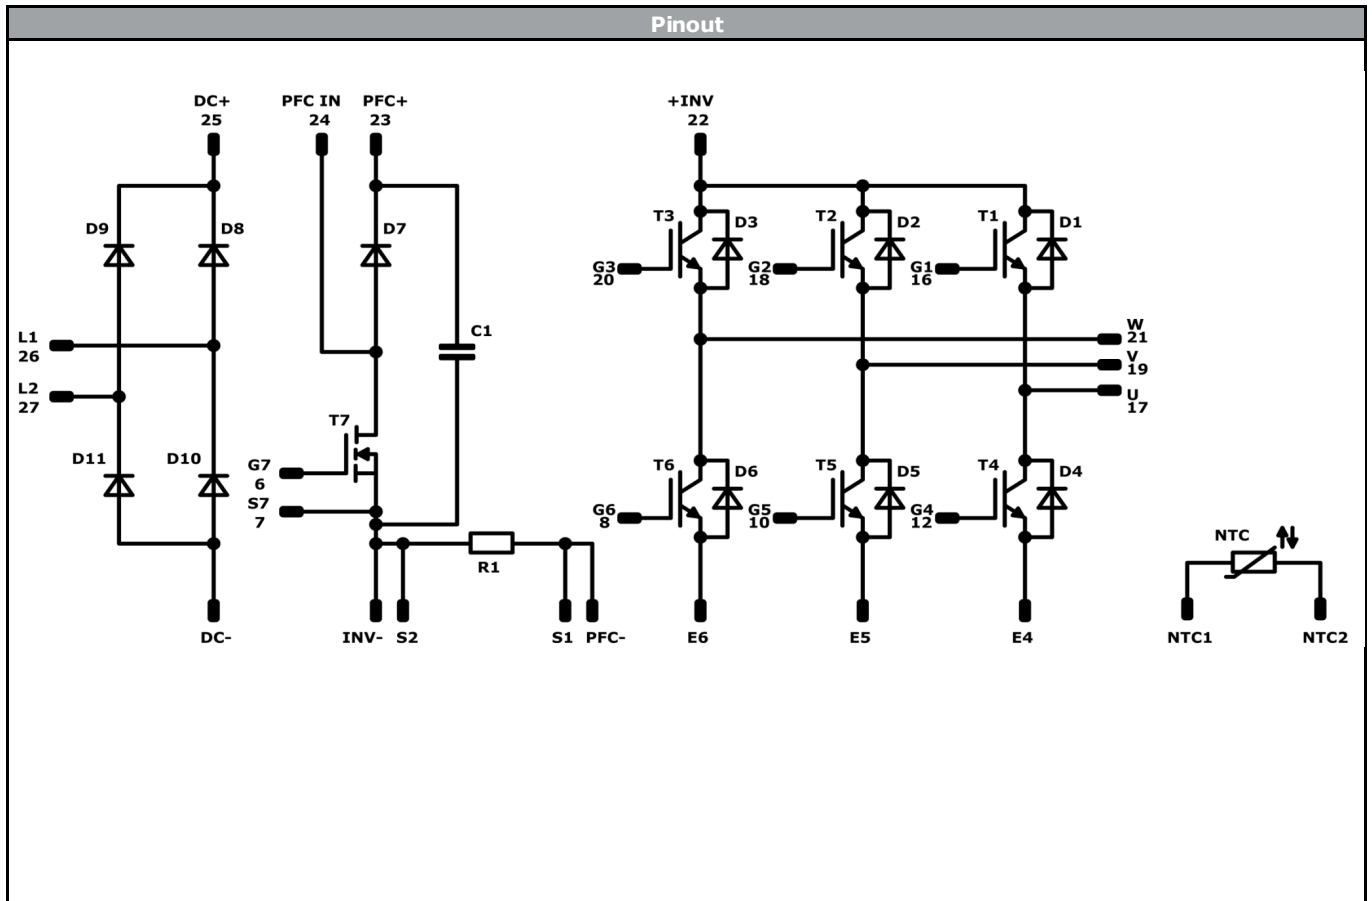 Pinout
DC+ PFC IN PFC+ +INV
25 24 23 22
D9 D8 D7 T3 D3 T2 D2 T1 D1
G3 G2 G1
20 18 16
L1 C1 W
26 21
V
19
L2 U
27 17
T7
D11 D10 G7 T6 D6 T5 D5 T4 D4
6
S7 G6 G5 G4
7 8 10 12
NTC
R1
DC- INV- S2 S1 PFC- E6 E5 E4 NTC1 NTC2